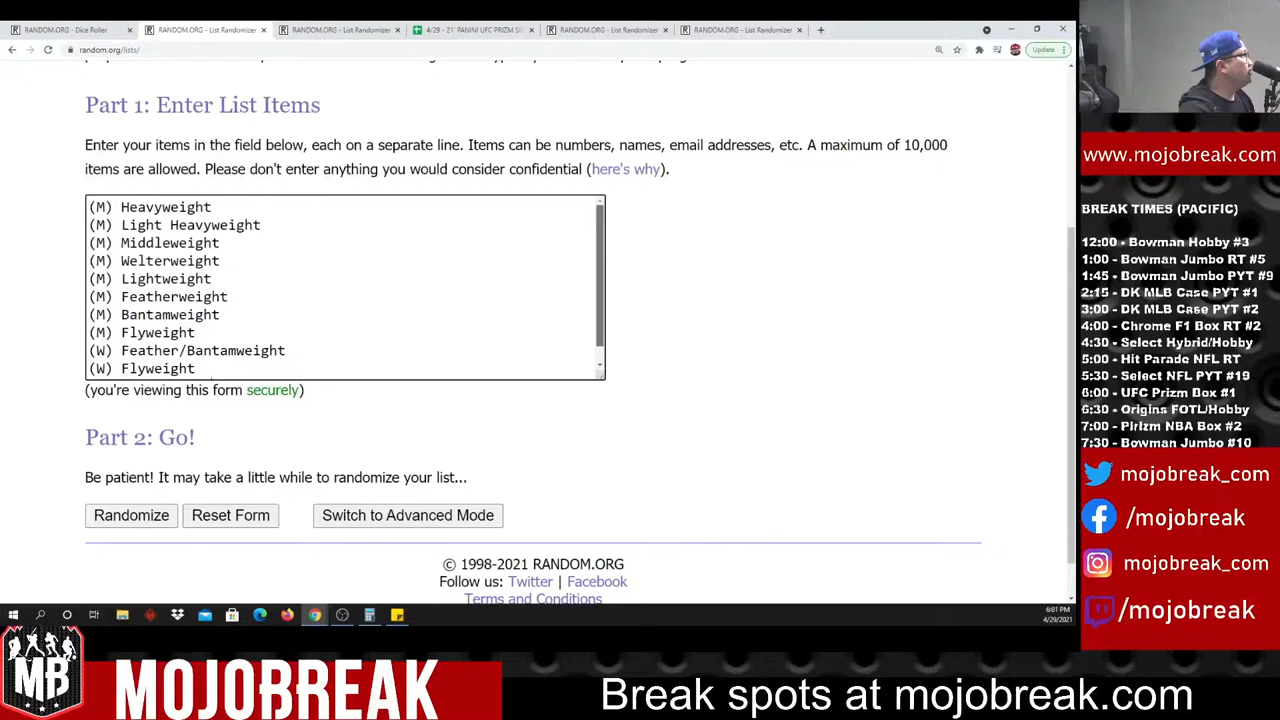 RANDOM.ORG - Dice Roller
RANDOM.ORG - List Randomizer
RANDOM.ORG - List Randomizer
4/29 - 21' PANINI UFC PRIZM SI
RANDOM.ORG - List Randomizer
RANDOM.ORG - List Randomizer
random.org/lists/
Update
Part 1: Enter List Items
Enter your items in the field below, each on a separate line. Items can be numbers, names, email addresses, etc. A maximum of 10,000
items are allowed. Please don't enter anything you would consider confidential (here's why).
(M) Heavyweight
(M) Light Heavyweight
(M) Middleweight
(M) Welterweight
(M) Lightweight
(M) Featherweight
(M) Bantamweight
(M) Flyweight
(W) Feather/Bantamweight
(W) Flyweight
(you're viewing this form securely)
Part 2: Go!
Be patient! It may take a little while to randomize your list...
Randomize
Reset Form
Switch to Advanced Mode
© 1998-2021 RANDOM.ORG
Follow us: Twitter | Facebook
Terms and Conditions
6:01 PM
4/29/2021
www.mojobreak.com
BREAK TIMES (PACIFIC)
12:00 - Bowman Hobby #3
1:00 - Bowman Jumbo RT #5
1:45 - Bowman Jumbo PYT #9
2:15 - DK MLB Case PYT #1
3:00 - DK MLB Case PYT #2
4:00 - Chrome F1 Box RT #2
4:30 - Select Hybrid/Hobby
5:00 - Hit Parade NFL RT
5:30 - Select NFL PYT #19
6:00 - UFC Prizm Box #1
6:30 - Origins FOTL/Hobby
7:00 - Pirizm NBA Box #2
7:30 - Bowman Jumbo #10
mojobreak_com
/mojobreak
mojobreak_com
/mojobreak
MB
MOJOBREAK
Break spots at mojobreak.com